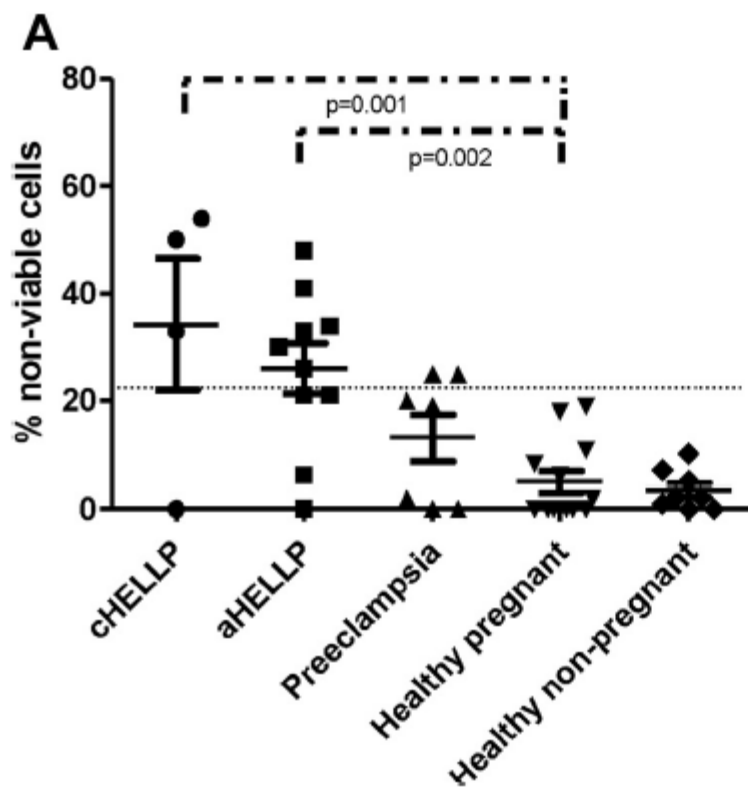 A
80
p=0.001
p=0.002
60
40
20
0
% non-viable cells
cHELLP
aHELLP
Preeclampsia
Healthy pregnant
Healthy non-pregnant